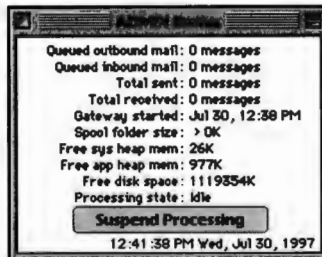 Queued outbound mail: 0 messages
Queued inbound mail: 0 messages
Total sent: 0 messages
Total received: 0 messages
Gateway started: Jul 30, 12:38 PM
Spool folder size: > 0K
Free sys heap mem: 26K
Free app heap mem: 977K
Free disk space: 1119354K
Processing state: Idle
Suspend Processing
12:41:38 PM Wed, Jul 30, 1997